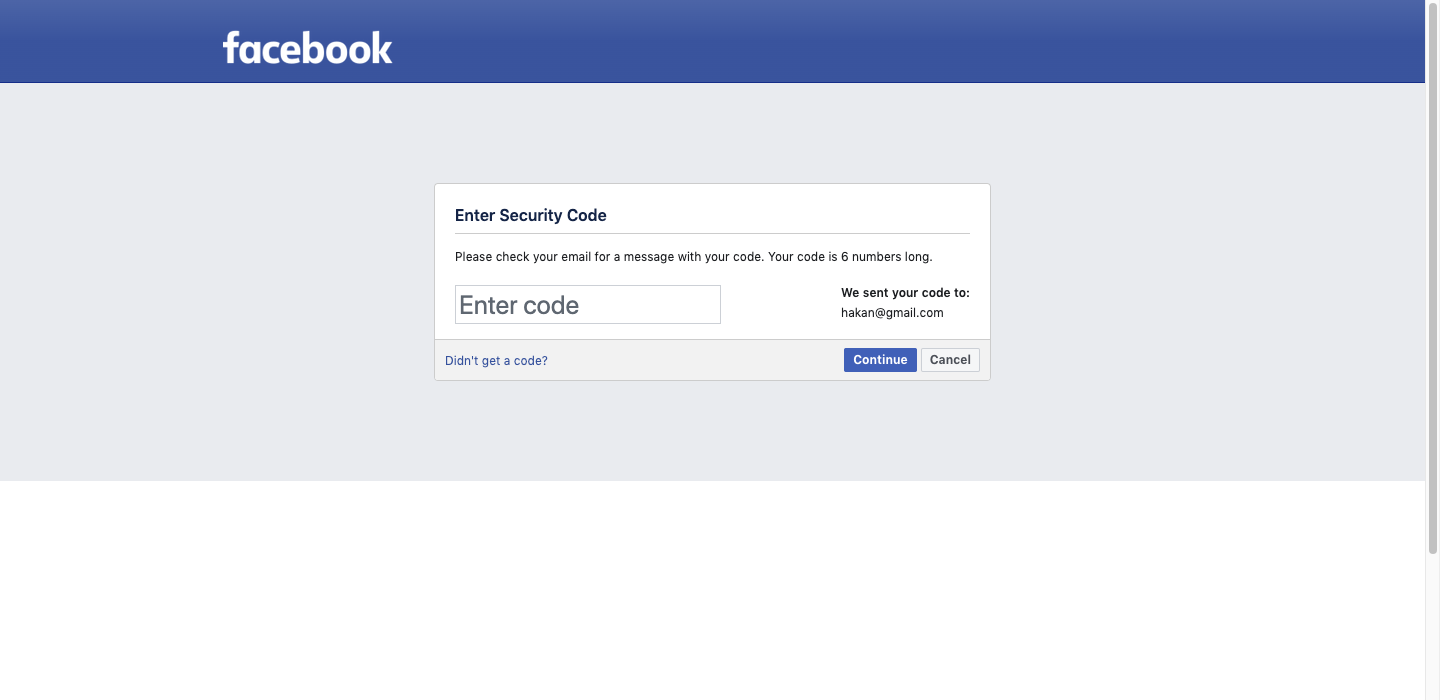 facebook
Enter Security Code
Please check your email for a message with your code. Your code is 6 numbers long.
Enter code
We sent your code to:
hakan@gmail.com
Didn't get a code?
Continue
Cancel